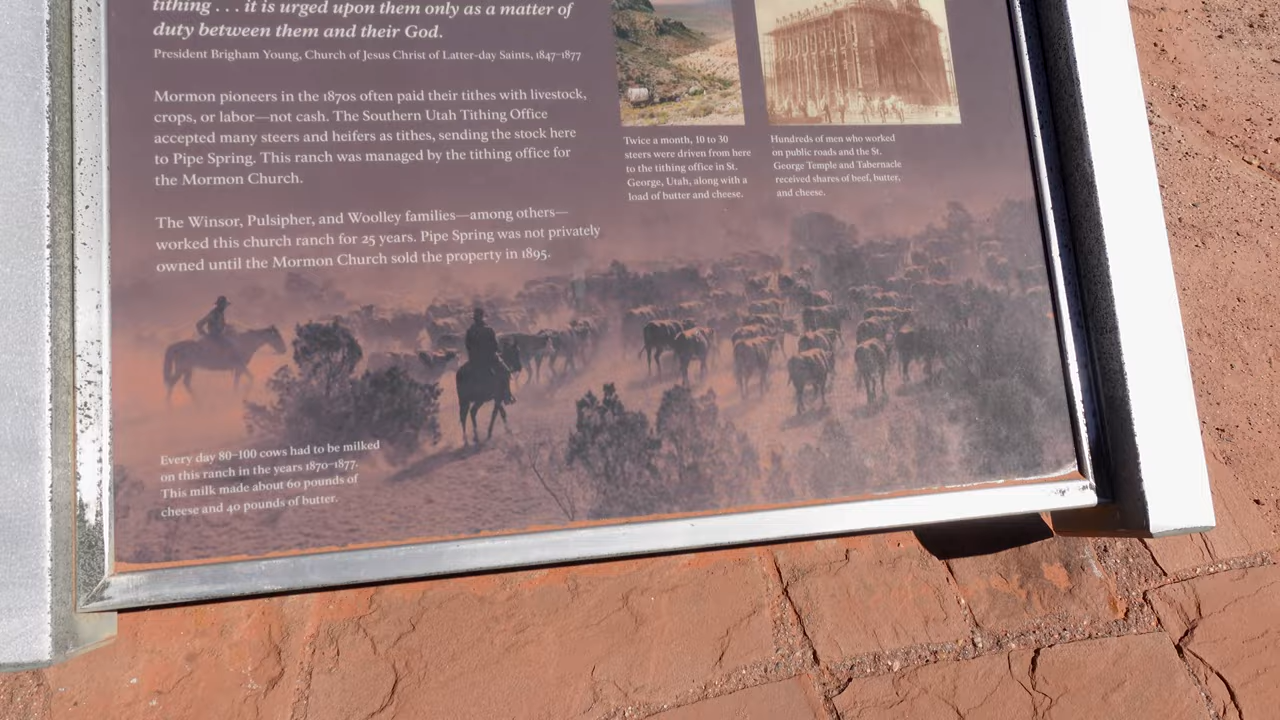 tithing . . . it is urged upon them only as a matter of
duty between them and their God.
President Brigham Young, Church of Jesus Christ of Latter-day Saints, 1847–1877
Mormon pioneers in the 1870s often paid their tithes with livestock,
crops, or labor—not cash. The Southern Utah Tithing Office
accepted many steers and heifers as tithes, sending the stock here
to Pipe Spring. This ranch was managed by the tithing office for
the Mormon Church.
The Winsor, Pulsipher, and Woolley families—among others—
worked this church ranch for 25 years. Pipe Spring was not privately
owned until the Mormon Church sold the property in 1895.
Twice a month, 10 to 30
steers were driven from here
to the tithing office in St.
George, Utah, along with a
load of butter and cheese.
Hundreds of men who worked
on public roads and the St.
George Temple and Tabernacle
received shares of beef, butter,
and cheese.
Every day 80–100 cows had to be milked
on this ranch in the years 1870–1877.
This milk made about 60 pounds of
cheese and 40 pounds of butter.